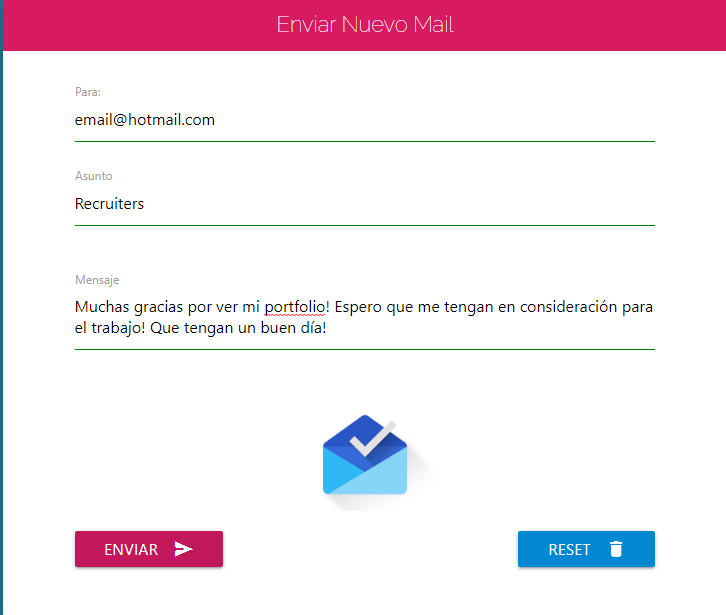 Enviar Nuevo Mail
Para:
email@hotmail.com
Asunto
Recruiters
Mensaje
Muchas gracias por ver mi portfolio! Espero que me tengan en consideración para
el trabajo! Que tengan un buen día!
ENVIAR
RESET